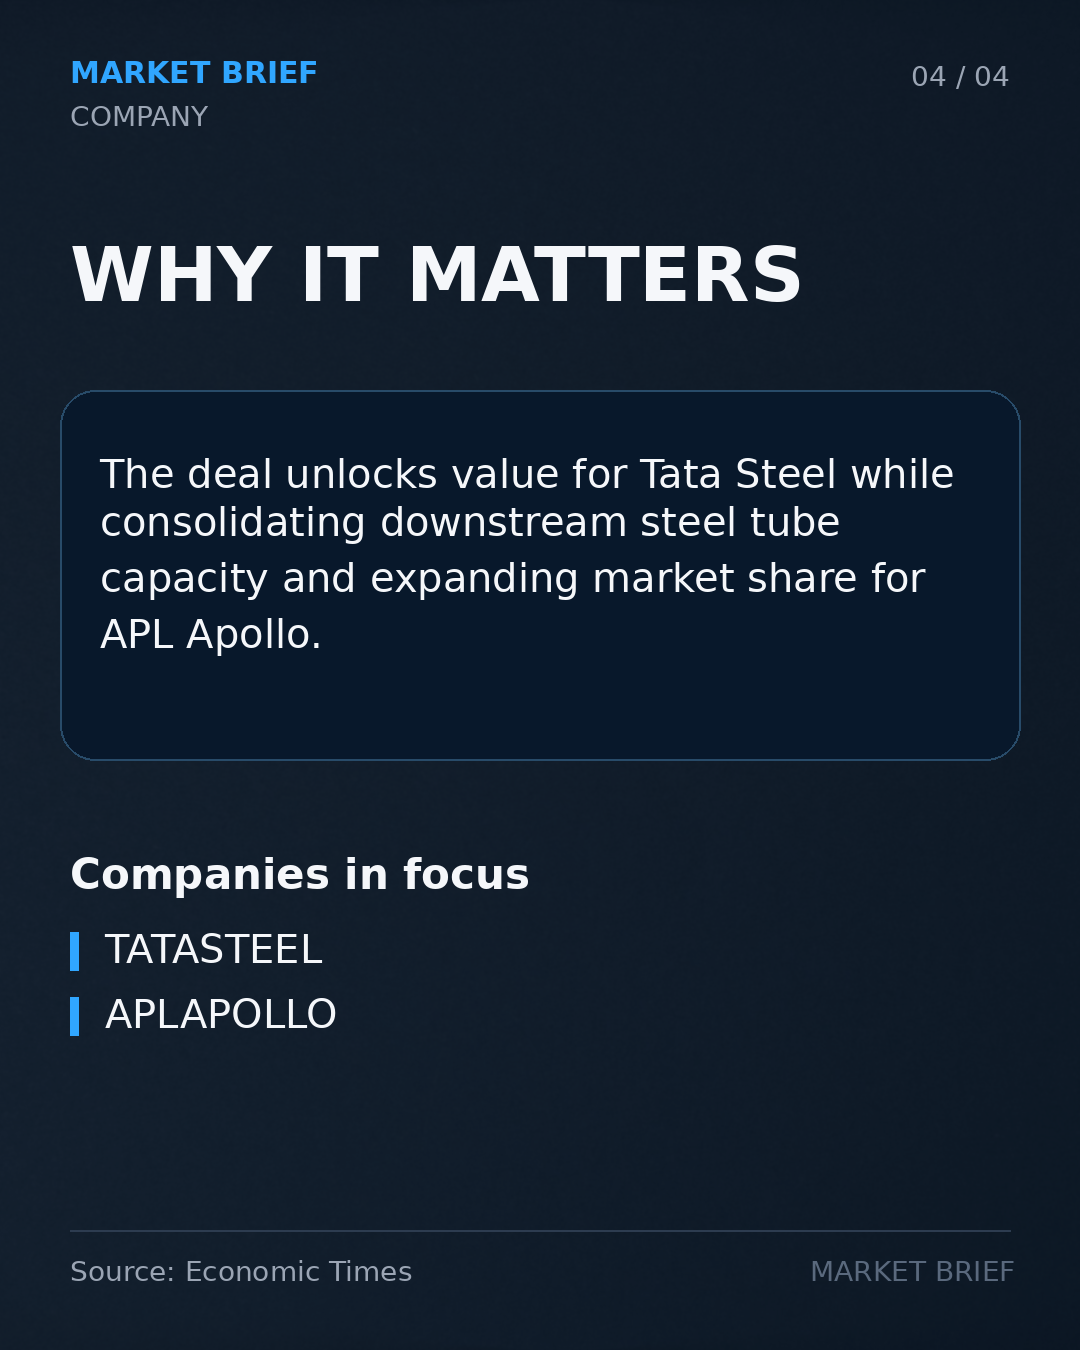 MARKET BRIEF
COMPANY
04 / 04
WHY IT MATTERS
The deal unlocks value for Tata Steel while
consolidating downstream steel tube
capacity and expanding market share for
APL Apollo.
Companies in focus
TATASTEEL
APLAPOLLO
Source: Economic Times
MARKET BRIEF